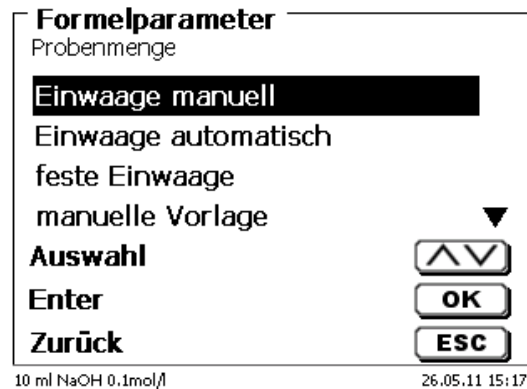 Formelparameter
Probenmenge
Einwaage manuell
Einwaage automatisch
feste Einwaage
manuelle Vorlage
Auswahl
Enter OK
Zurück ESC
10 ml NaOH 0.1mol/l 26.05.11 15:17